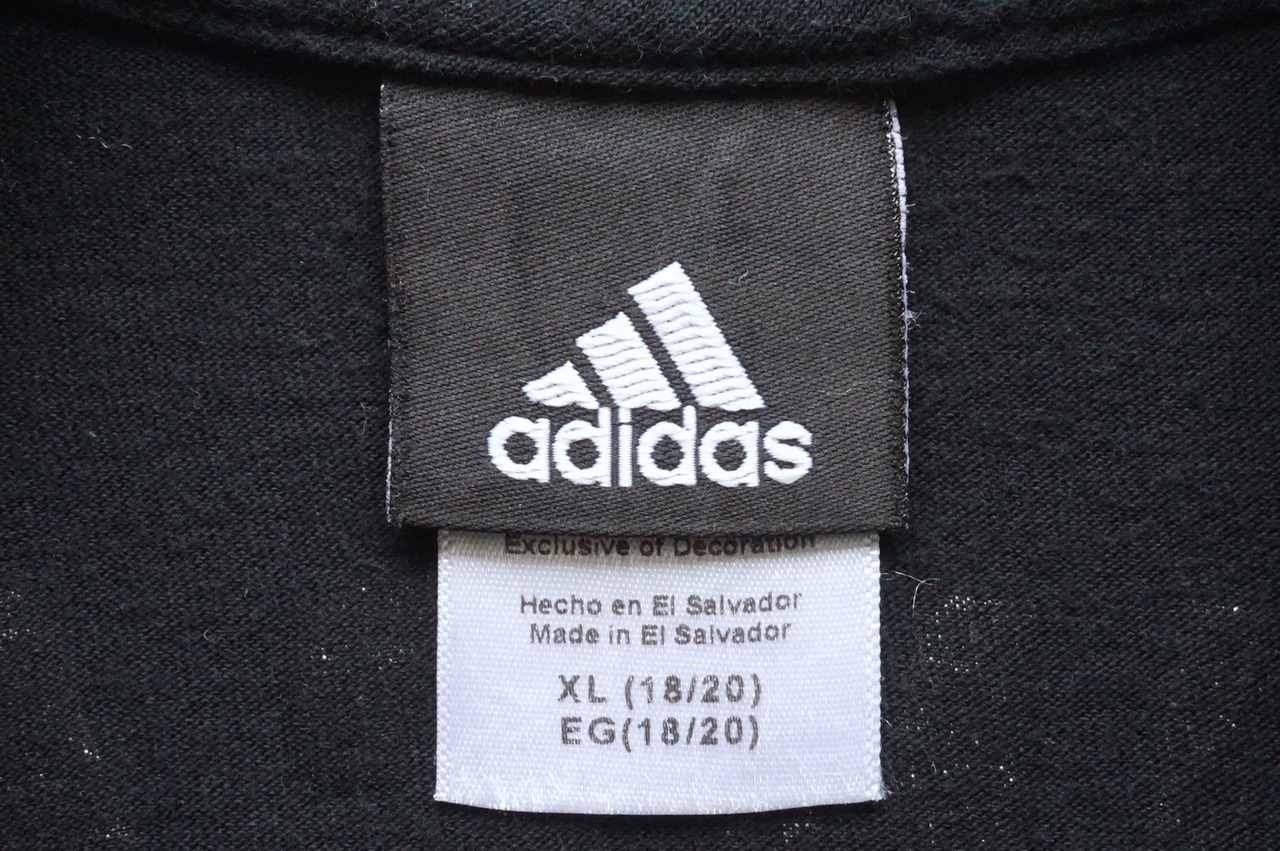 adidas
Exclusive of Decoration
Hecho en El Salvador
Made in El Salvador
XL (18/20)
EG(18/20)